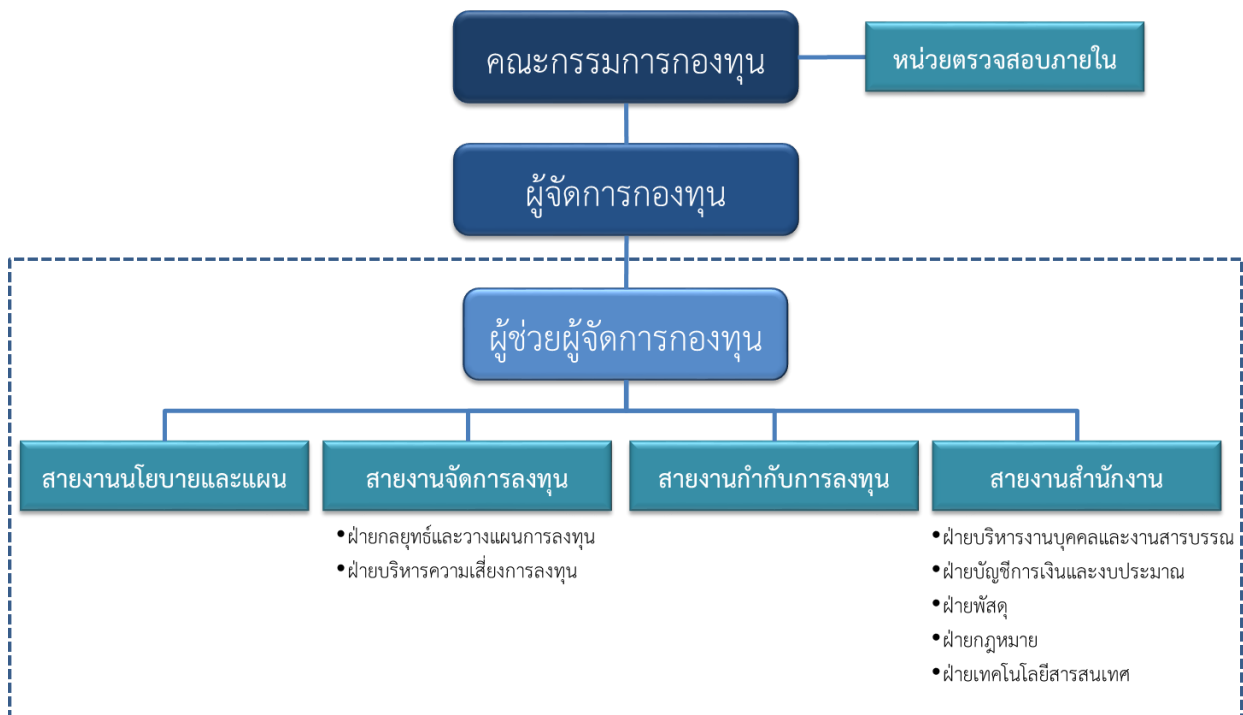 คณะกรรมการกองทุน
หน่วยตรวจสอบภายใน
ผู้จัดการกองทุน
ผู้ช่วยผู้จัดการกองทุน
สายงานนโยบายและแผน
สายงานจัดการลงทุน
•ฝ่ายกลยุทธ์และวางแผนการลงทุน
•ฝ่ายบริหารความเสี่ยงการลงทุน
สายงานกำกับการลงทุน
สายงานสำนักงาน
•ฝ่ายบริหารงานบุคคลและงานสารบรรณ
•ฝ่ายบัญชีการเงินและงบประมาณ
•ฝ่ายพัสดุ
•ฝ่ายกฎหมาย
•ฝ่ายเทคโนโลยีสารสนเทศ